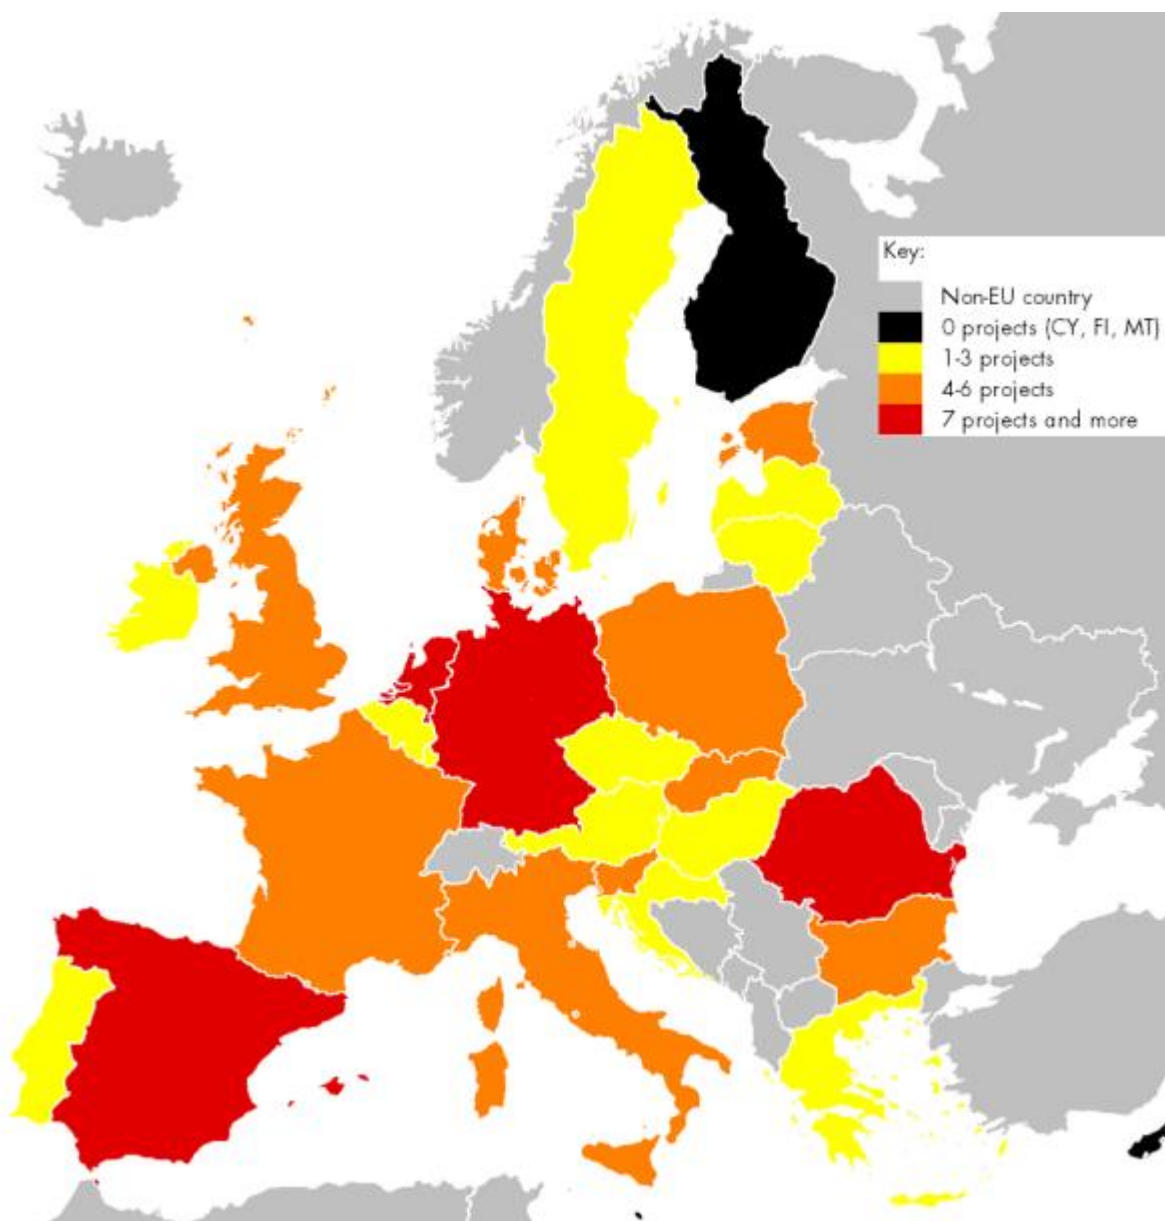 Key:
Non-EU country
0 projects (CY, FI, MT)
1-3 projects
4-6 projects
7 projects and more